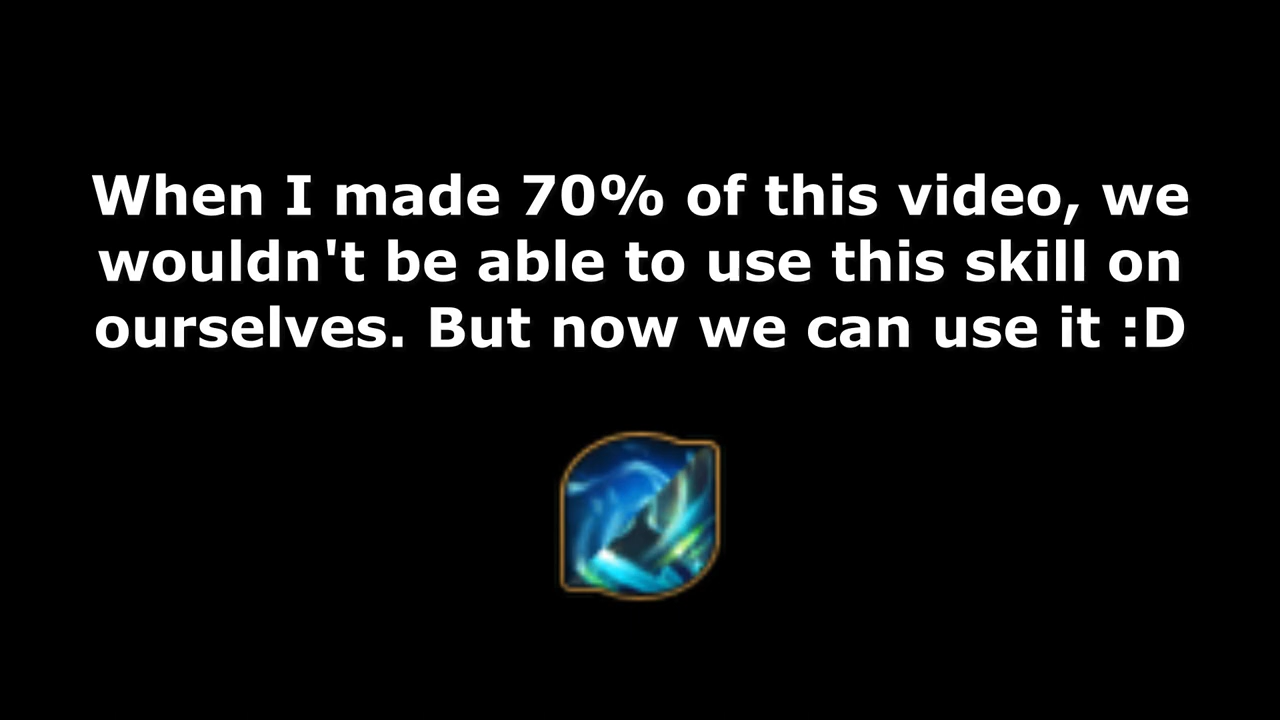 When I made 70% of this video, we
wouldn't be able to use this skill on
ourselves. But now we can use it :D